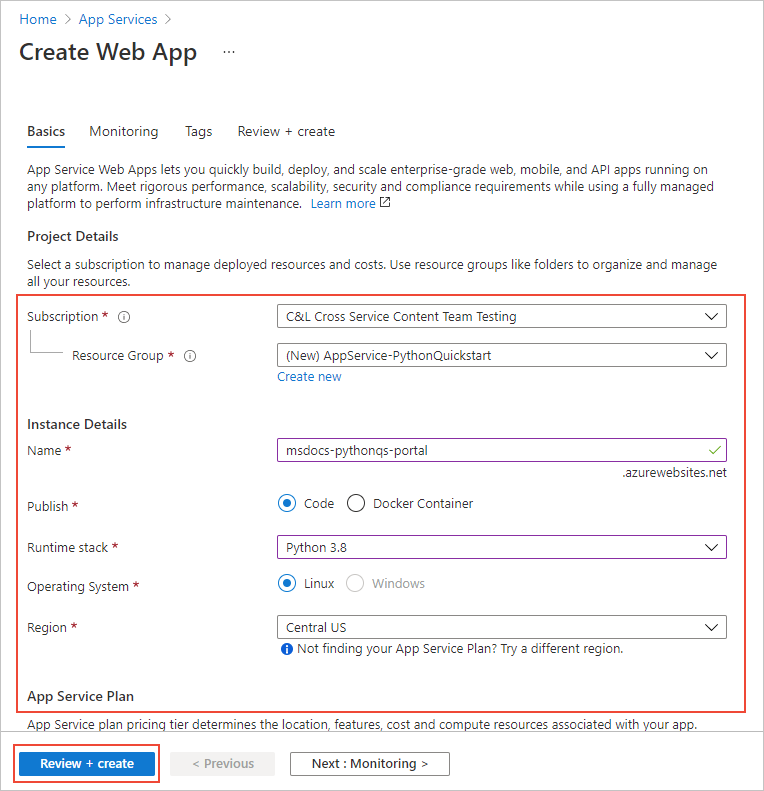 Home > App Services >
Create Web App ...
Basics Monitoring Tags Review + create
App Service Web Apps lets you quickly build, deploy, and scale enterprise-grade web, mobile, and API apps running on
any platform. Meet rigorous performance, scalability, security and compliance requirements while using a fully managed
platform to perform infrastructure maintenance. Learn more
Project Details
Select a subscription to manage deployed resources and costs. Use resource groups like folders to organize and manage
all your resources.
Subscription * C&L Cross Service Content Team Testing
Resource Group * (New) AppService-PythonQuickstart
Create new
Instance Details
Name * msdocs-pythonqs-portal
.azurewebsites.net
Publish * Code Docker Container
Runtime stack * Python 3.8
Operating System * Linux Windows
Region * Central US
Not finding your App Service Plan? Try a different region.
App Service Plan
App Service plan pricing tier determines the location, features, cost and compute resources associated with your app.
Review + create < Previous Next : Monitoring >